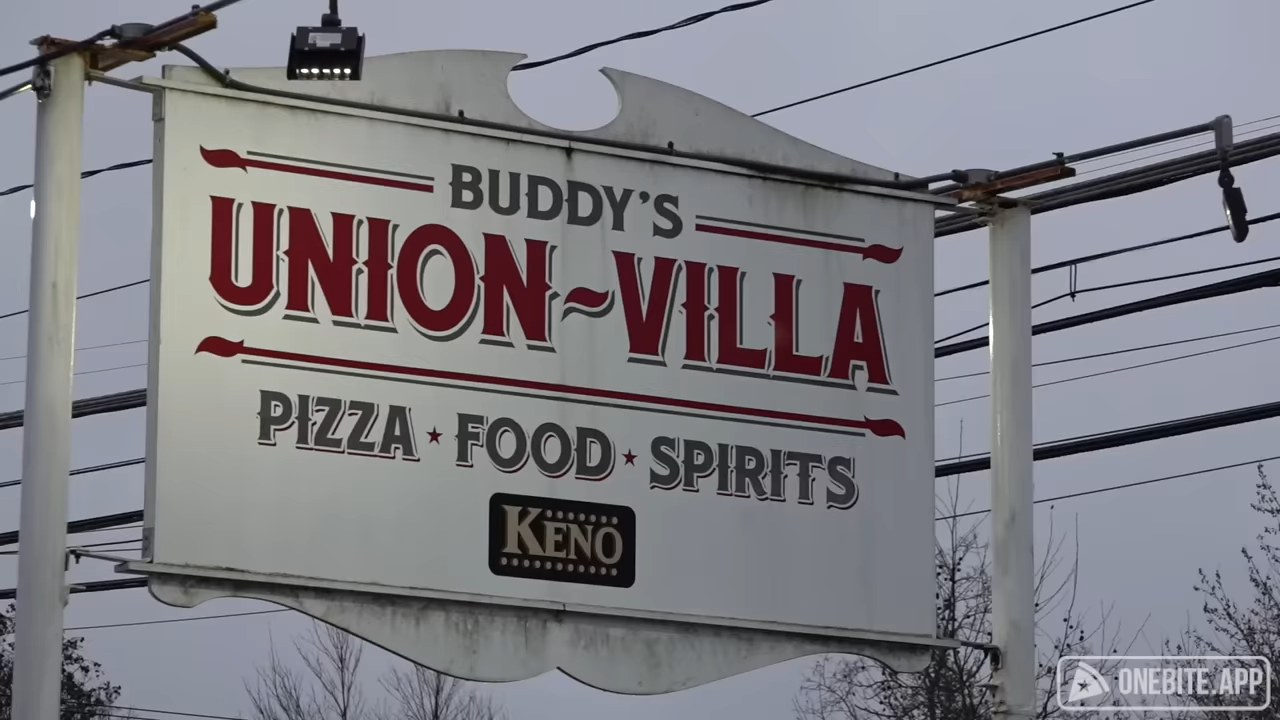 BUDDY'S
UNION~VILLA
PIZZA ⋆ FOOD ⋆ SPIRITS
KENO
ONEBITE.APP